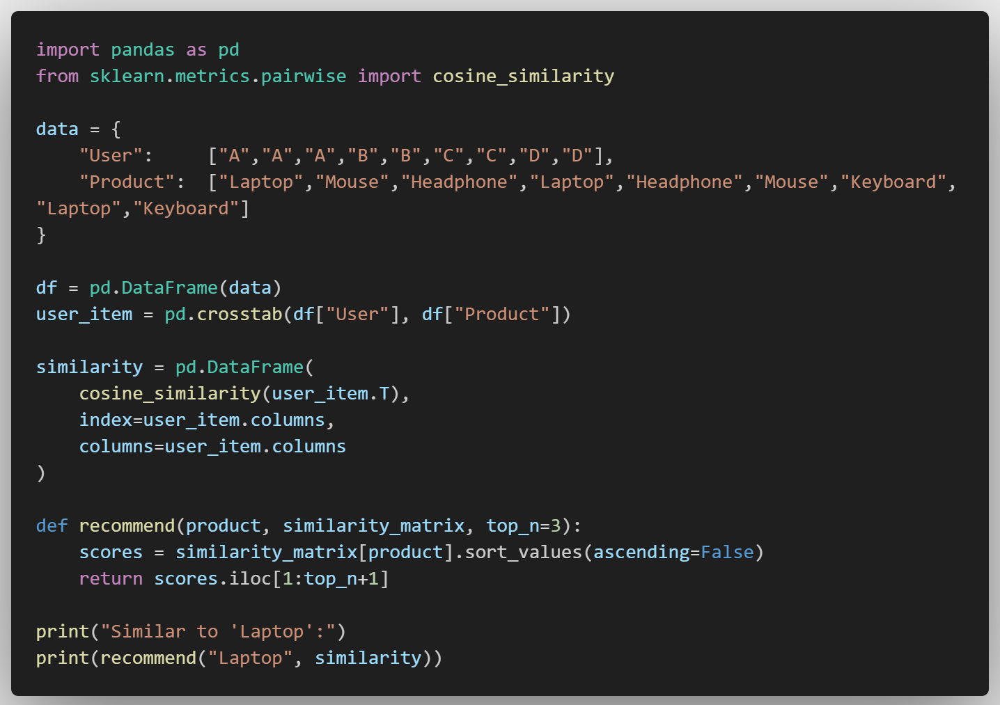 import pandas as pd
from sklearn.metrics.pairwise import cosine_similarity

data = {
    "User":     ["A","A","A","B","B","C","C","D","D"],
    "Product":  ["Laptop","Mouse","Headphone","Laptop","Headphone","Mouse","Keyboard",
"Laptop","Keyboard"]
}

df = pd.DataFrame(data)
user_item = pd.crosstab(df["User"], df["Product"])

similarity = pd.DataFrame(
    cosine_similarity(user_item.T),
    index=user_item.columns,
    columns=user_item.columns
)

def recommend(product, similarity_matrix, top_n=3):
    scores = similarity_matrix[product].sort_values(ascending=False)
    return scores.iloc[1:top_n+1]

print("Similar to 'Laptop':")
print(recommend("Laptop", similarity))